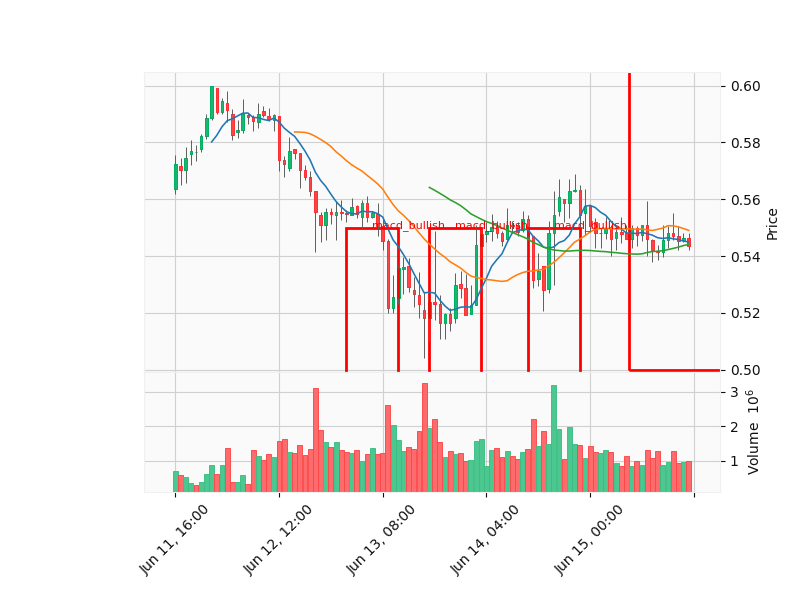 0.60
0.58
0.56
macd_bullish macd_bullish macd_bullish
0.54
0.52
0.50
Price
3
2
1
Volume 10^6
Jun 11, 16:00
Jun 12, 12:00
Jun 13, 08:00
Jun 14, 04:00
Jun 15, 00:00